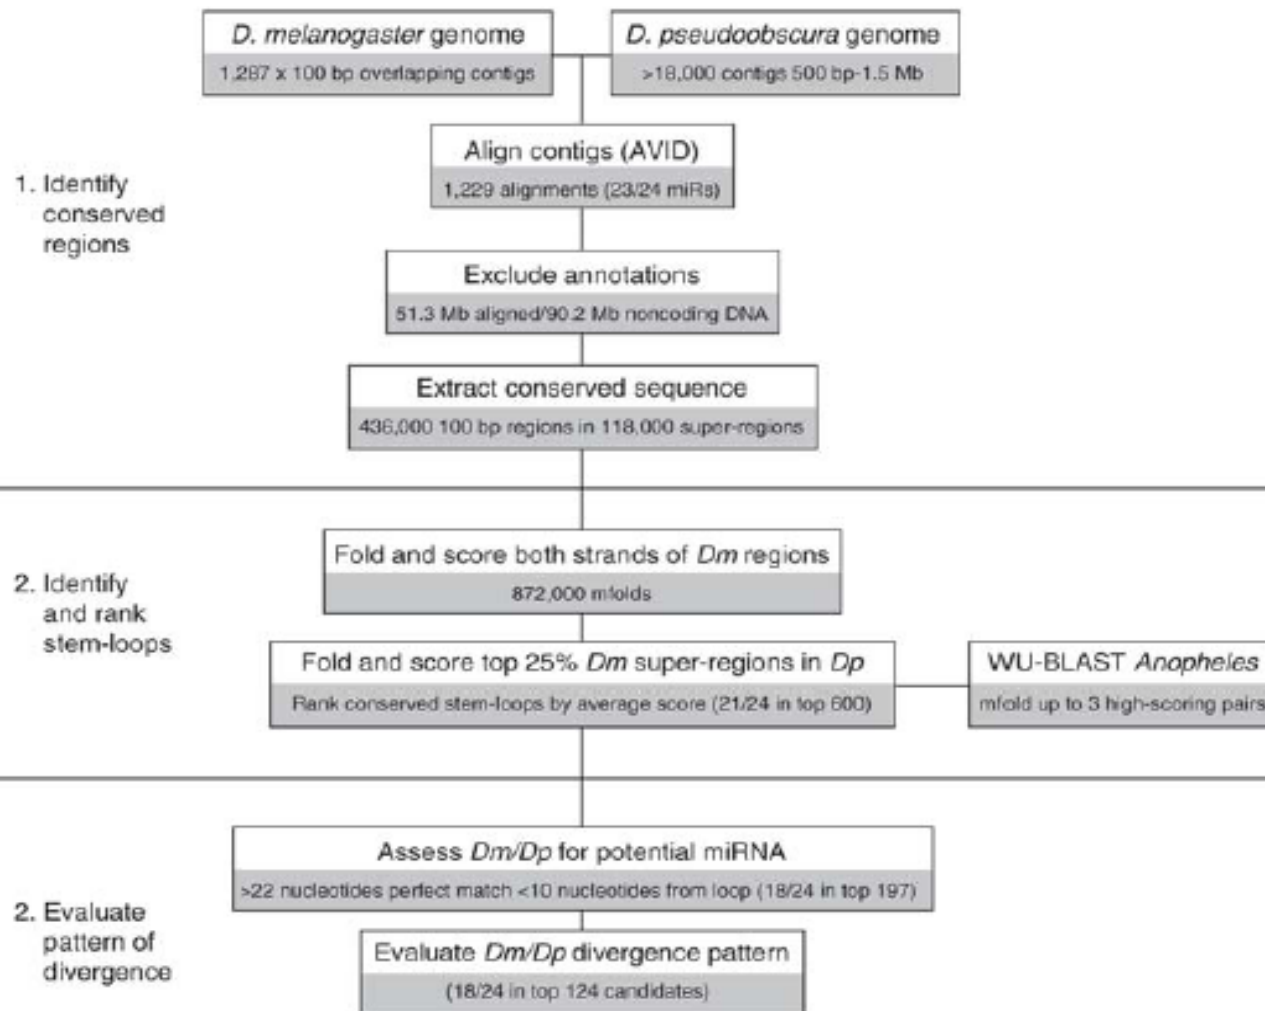 D. melanogaster genome
1,287 x 100 bp overlapping contigs
D. pseudoobscura genome
>18,000 contigs 500 bp-1.5 Mb
1. Identify
conserved
regions
Align contigs (AVID)
1,229 alignments (23/24 miRs)
Exclude annotations
51.3 Mb aligned/90.2 Mb noncoding DNA
Extract conserved sequence
436,000 100 bp regions in 118,000 super-regions
2. Identify
and rank
stem-loops
Fold and score both strands of Dm regions
872,000 mfolds
Fold and score top 25% Dm super-regions in Dp
Rank conserved stem-loops by average score (21/24 in top 600)
WU-BLAST Anopheles
mfold up to 3 high-scoring pairs
2. Evaluate
pattern of
divergence
Assess Dm/Dp for potential miRNA
>22 nucleotides perfect match <10 nucleotides from loop (18/24 in top 197)
Evaluate Dm/Dp divergence pattern
(18/24 in top 124 candidates)